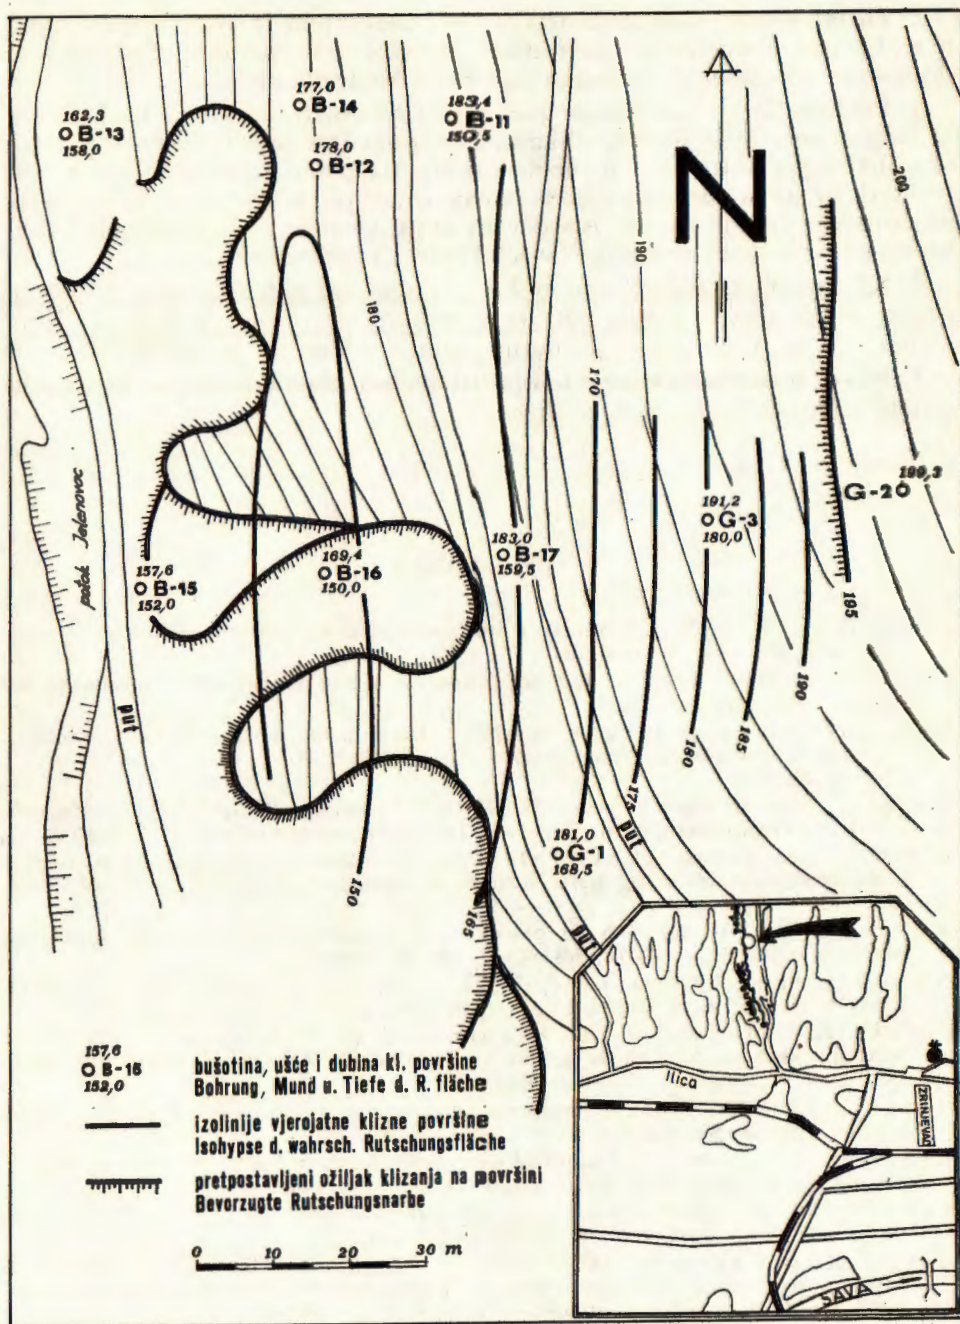 200
177,0
B-14
162,3
B-13
158,0
183,4
B-11
150,5
178,0
B-12
N
190
180
170
199,3
G-2
191,2
G-3
180,0
183,0
B-17
159,5
169,4
B-16
150,0
157,6
B-15
152,0
potok Jelenovac
195
190
185
180
175
put
put
put
181,0
G-1
168,5
150
165
157,6
B-15
152,0
bušotina, ušće i dubina kl. površine
Bohrung, Mund u. Tiefe d. R. fläche
izolinije vjerojatne klizne površine
Isohypse d. wahrsch. Rutschungsfläche
pretpostavljeni ožiljak klizanja na površini
Bevorzugte Rutschungsnarbe
0 10 20 30 m
Ilica
ZRINJEVAC
SAVA